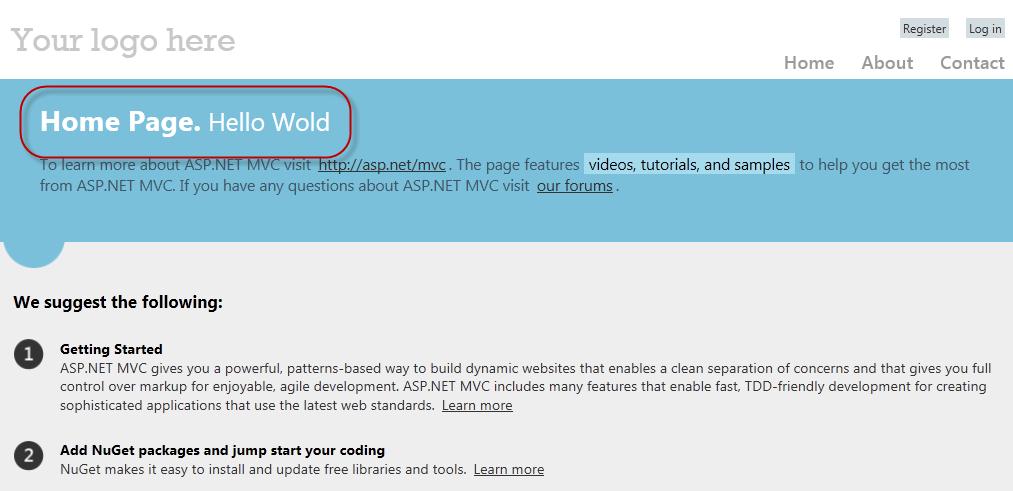 Your logo here
Register Log in
Home About Contact
Home Page. Hello Wold
To learn more about ASP.NET MVC visit http://asp.net/mvc . The page features videos, tutorials, and samples to help you get the most
from ASP.NET MVC. If you have any questions about ASP.NET MVC visit our forums .
We suggest the following:
1 Getting Started
ASP.NET MVC gives you a powerful, patterns-based way to build dynamic websites that enables a clean separation of concerns and that gives you full
control over markup for enjoyable, agile development. ASP.NET MVC includes many features that enable fast, TDD-friendly development for creating
sophisticated applications that use the latest web standards. Learn more
2 Add NuGet packages and jump start your coding
NuGet makes it easy to install and update free libraries and tools. Learn more